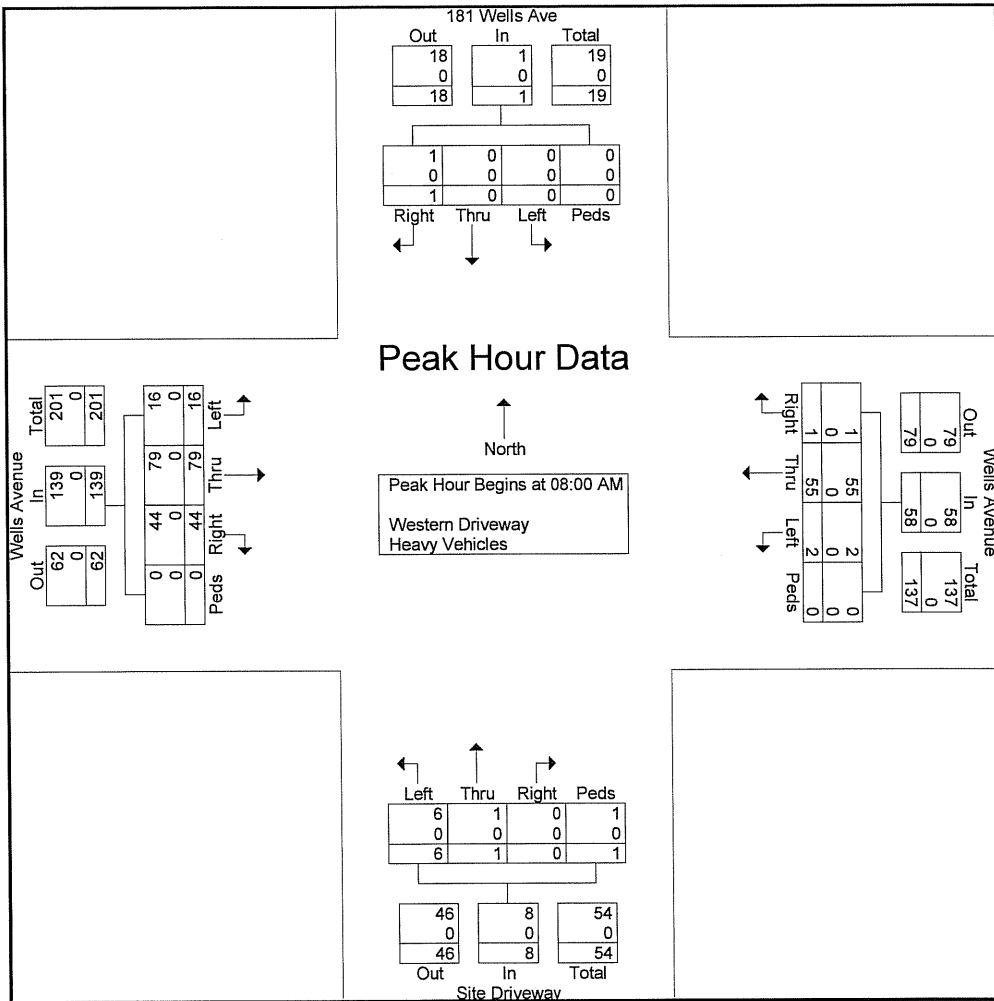 181 Wells Ave
Out In Total
18 1 19
0 0 0
18 1 19
1 0 0 0
0 0 0 0
1 0 0 0
Right Thru Left Peds
Peak Hour Data
North
Peak Hour Begins at 08:00 AM
Western Driveway
Heavy Vehicles
Wells Avenue
Out In Total
62 139 201
0 0 0
62 139 201
Left Thru Right Peds
16 79 44 0
0 0 0 0
16 79 44 0
Wells Avenue
Out In Total
79 58 137
0 0 0
79 58 137
1 55 2 0
0 0 0 0
1 55 2 0
Right Thru Left Peds
Left Thru Right Peds
6 1 0 1
0 0 0 0
6 1 0 1
46 8 54
0 0 0
46 8 54
Out In Total
Site Driveway